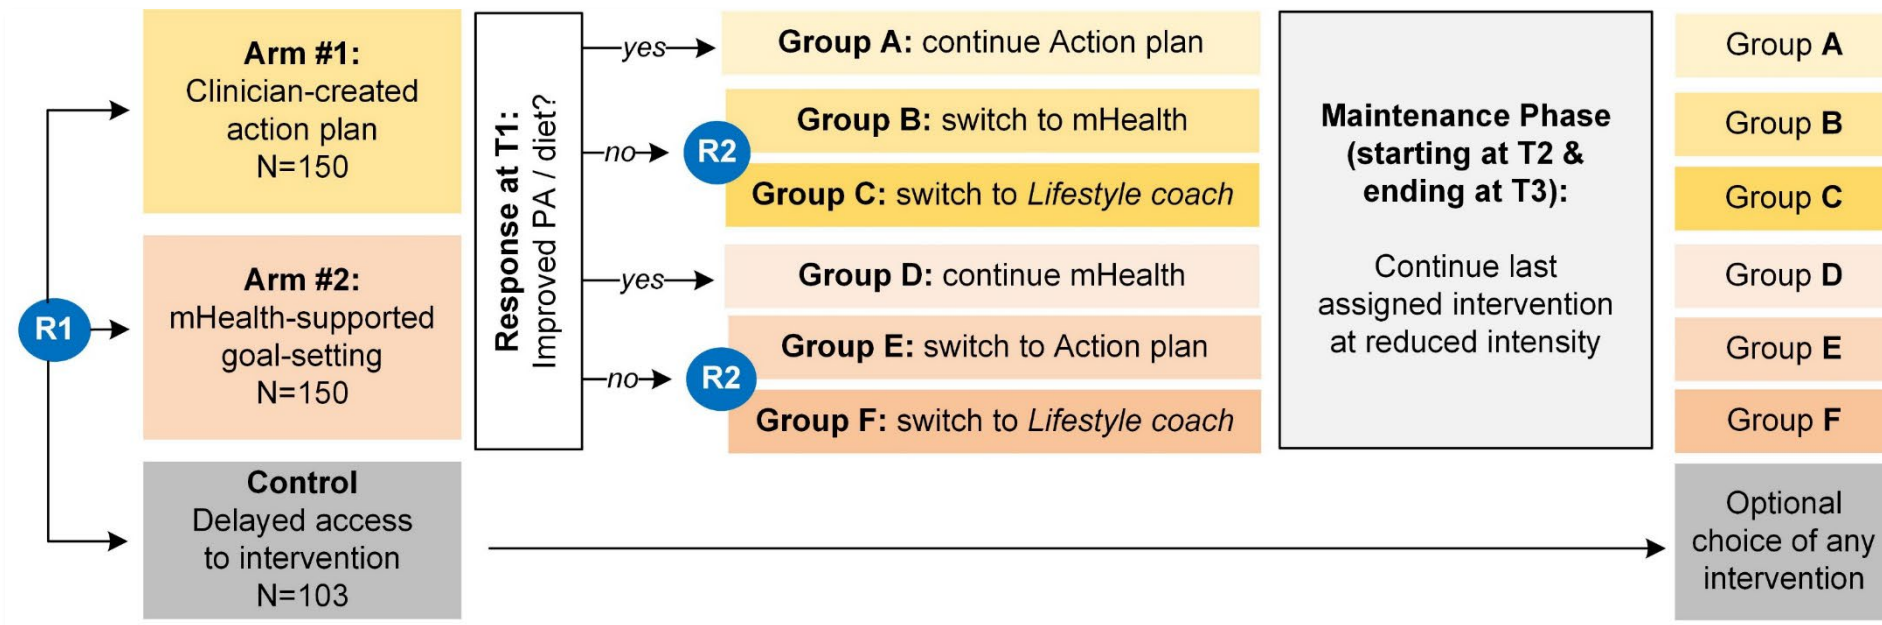 R1
Arm #1:
Clinician-created
action plan
N=150
Arm #2:
mHealth-supported
goal-setting
N=150
Control
Delayed access
to intervention
N=103
Response at T1:
Improved PA / diet?
yes
no
R2
yes
no
R2
Group A: continue Action plan
Group B: switch to mHealth
Group C: switch to Lifestyle coach
Group D: continue mHealth
Group E: switch to Action plan
Group F: switch to Lifestyle coach
Maintenance Phase
(starting at T2 &
ending at T3):
Continue last
assigned intervention
at reduced intensity
Group A
Group B
Group C
Group D
Group E
Group F
Optional
choice of any
intervention